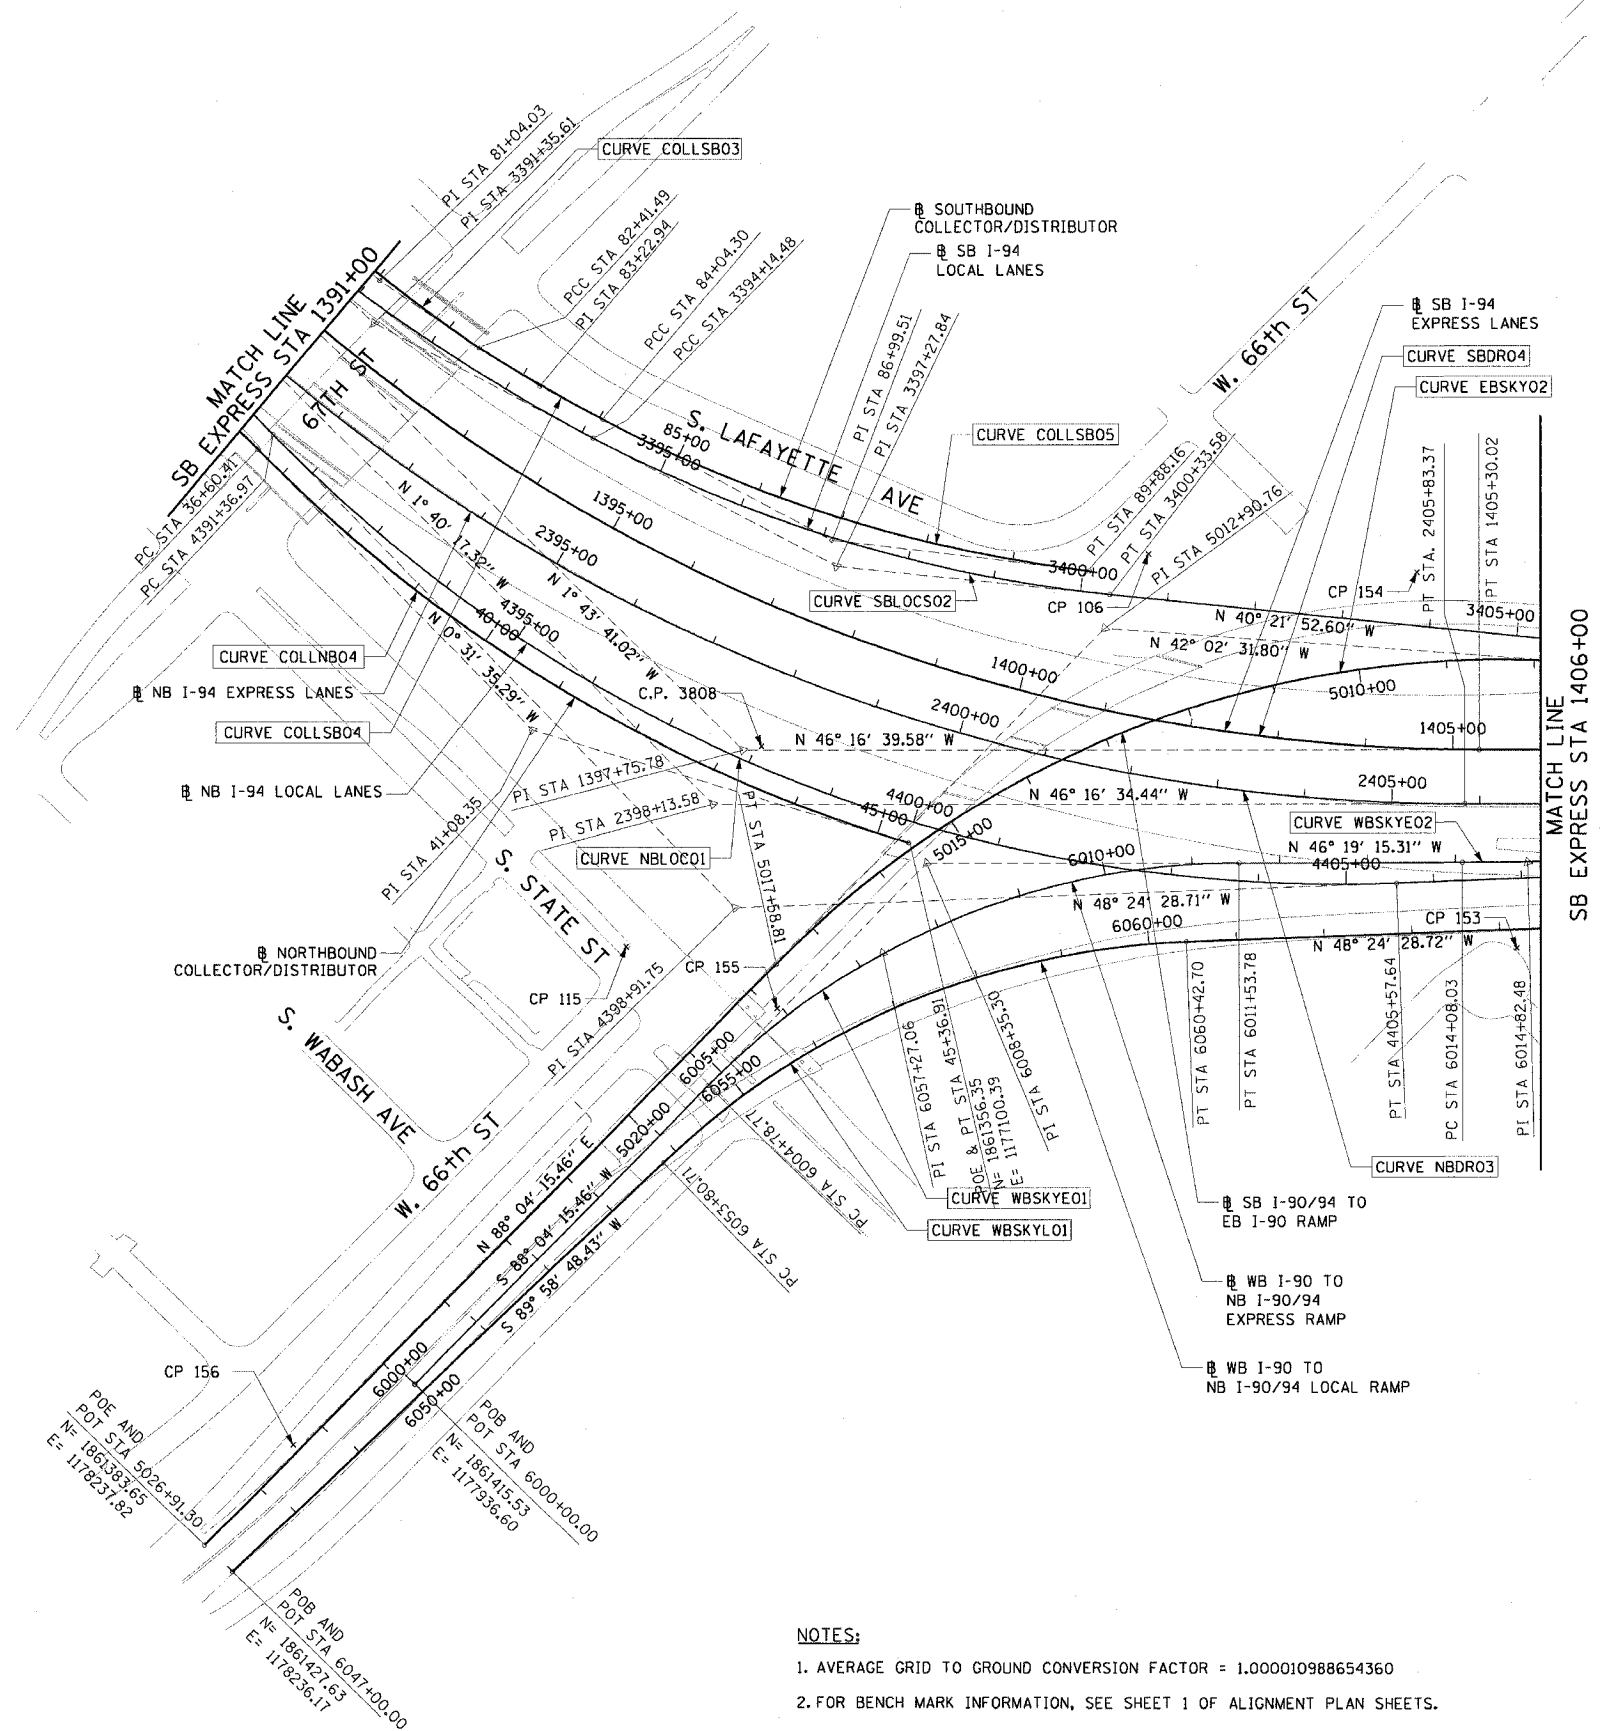 PI STA 81+04.03
PI STA 3391+35.61
CURVE COLLSB03
PCC STA 82+41.49
PI STA 83+22.94
PCC STA 84+04.30
PCC STA 3394+14.48
℄ SOUTHBOUND
COLLECTOR/DISTRIBUTOR
℄ SB I-94
LOCAL LANES
MATCH LINE
SB EXPRESS STA 1391+00
67TH ST
PI STA 86+99.51
PI STA 3397+27.84
W. 66th ST
℄ SB I-94
EXPRESS LANES
CURVE SBDR04
CURVE EBSKY02
S. LAFAYETTE AVE
85+00
3395+00
CURVE COLLSB05
PT STA 89+88.16
PT STA 3400+33.58
PI STA 5012+90.76
PT STA. 2405+83.37
PT STA 1405+30.02
PC STA 36+60.41
PC STA 4391+36.97
N 1° 40' 17.32" W
1395+00
2395+00
N 1° 43' 41.02" W
3400+00
CURVE SBLOCS02
CP 106
CP 154
3405+00
N 40° 21' 52.60" W
N 42° 02' 31.80" W
4395+00
40+00
N 0° 31' 35.29" W
CURVE COLLNB04
℄ NB I-94 EXPRESS LANES
CURVE COLLSB04
C.P. 3808
1400+00
2400+00
5010+00
1405+00
N 46° 16' 39.58" W
℄ NB I-94 LOCAL LANES
PI STA 1397+75.78
PI STA 2398+13.58
PI STA 41+08.35
4400+00
45+00
N 46° 16' 34.44" W
2405+00
MATCH LINE
SB EXPRESS STA 1406+00
CURVE NBLOC01
PT STA 5017+58.81
5015+00
6010+00
CURVE WBSKYE02
N 46° 19' 15.31" W
4405+00
S. STATE ST
N 48° 24' 28.71" W
6060+00
CP 153
N 48° 24' 28.72" W
℄ NORTHBOUND
COLLECTOR/DISTRIBUTOR
CP 155
CP 115
PI STA 4398+91.75
S. WABASH AVE
W. 66th ST
6005+00
6055+00
5020+00
PI STA 6057+27.06
POE & PT STA 45+36.91
N= 1861356.35
E= 1177100.39
PI STA 6008+35.30
PT STA 6060+42.70
PT STA 6011+53.78
PT STA 4405+57.64
PC STA 6014+08.03
PI STA 6014+82.48
PC STA 6004+78.77
PC STA 6053+80.71
CURVE NBDR03
CURVE WBSKYE01
CURVE WBSKYL01
℄ SB I-90/94 TO
EB I-90 RAMP
N 88° 04' 15.46" E
S 88° 04' 15.46" W
S 89° 58' 48.43" W
℄ WB I-90 TO
NB I-90/94
EXPRESS RAMP
℄ WB I-90 TO
NB I-90/94 LOCAL RAMP
CP 156
6000+00
6050+00
POE AND
POT STA 5026+91.30
N= 1861383.65
E= 1178237.82
POB AND
POT STA 6000+00.00
N= 1861415.53
E= 1177936.60
POB AND
POT STA 6047+00.00
N= 1861427.63
E= 1178236.17
NOTES:
1. AVERAGE GRID TO GROUND CONVERSION FACTOR = 1.000010988654360
2. FOR BENCH MARK INFORMATION, SEE SHEET 1 OF ALIGNMENT PLAN SHEETS.